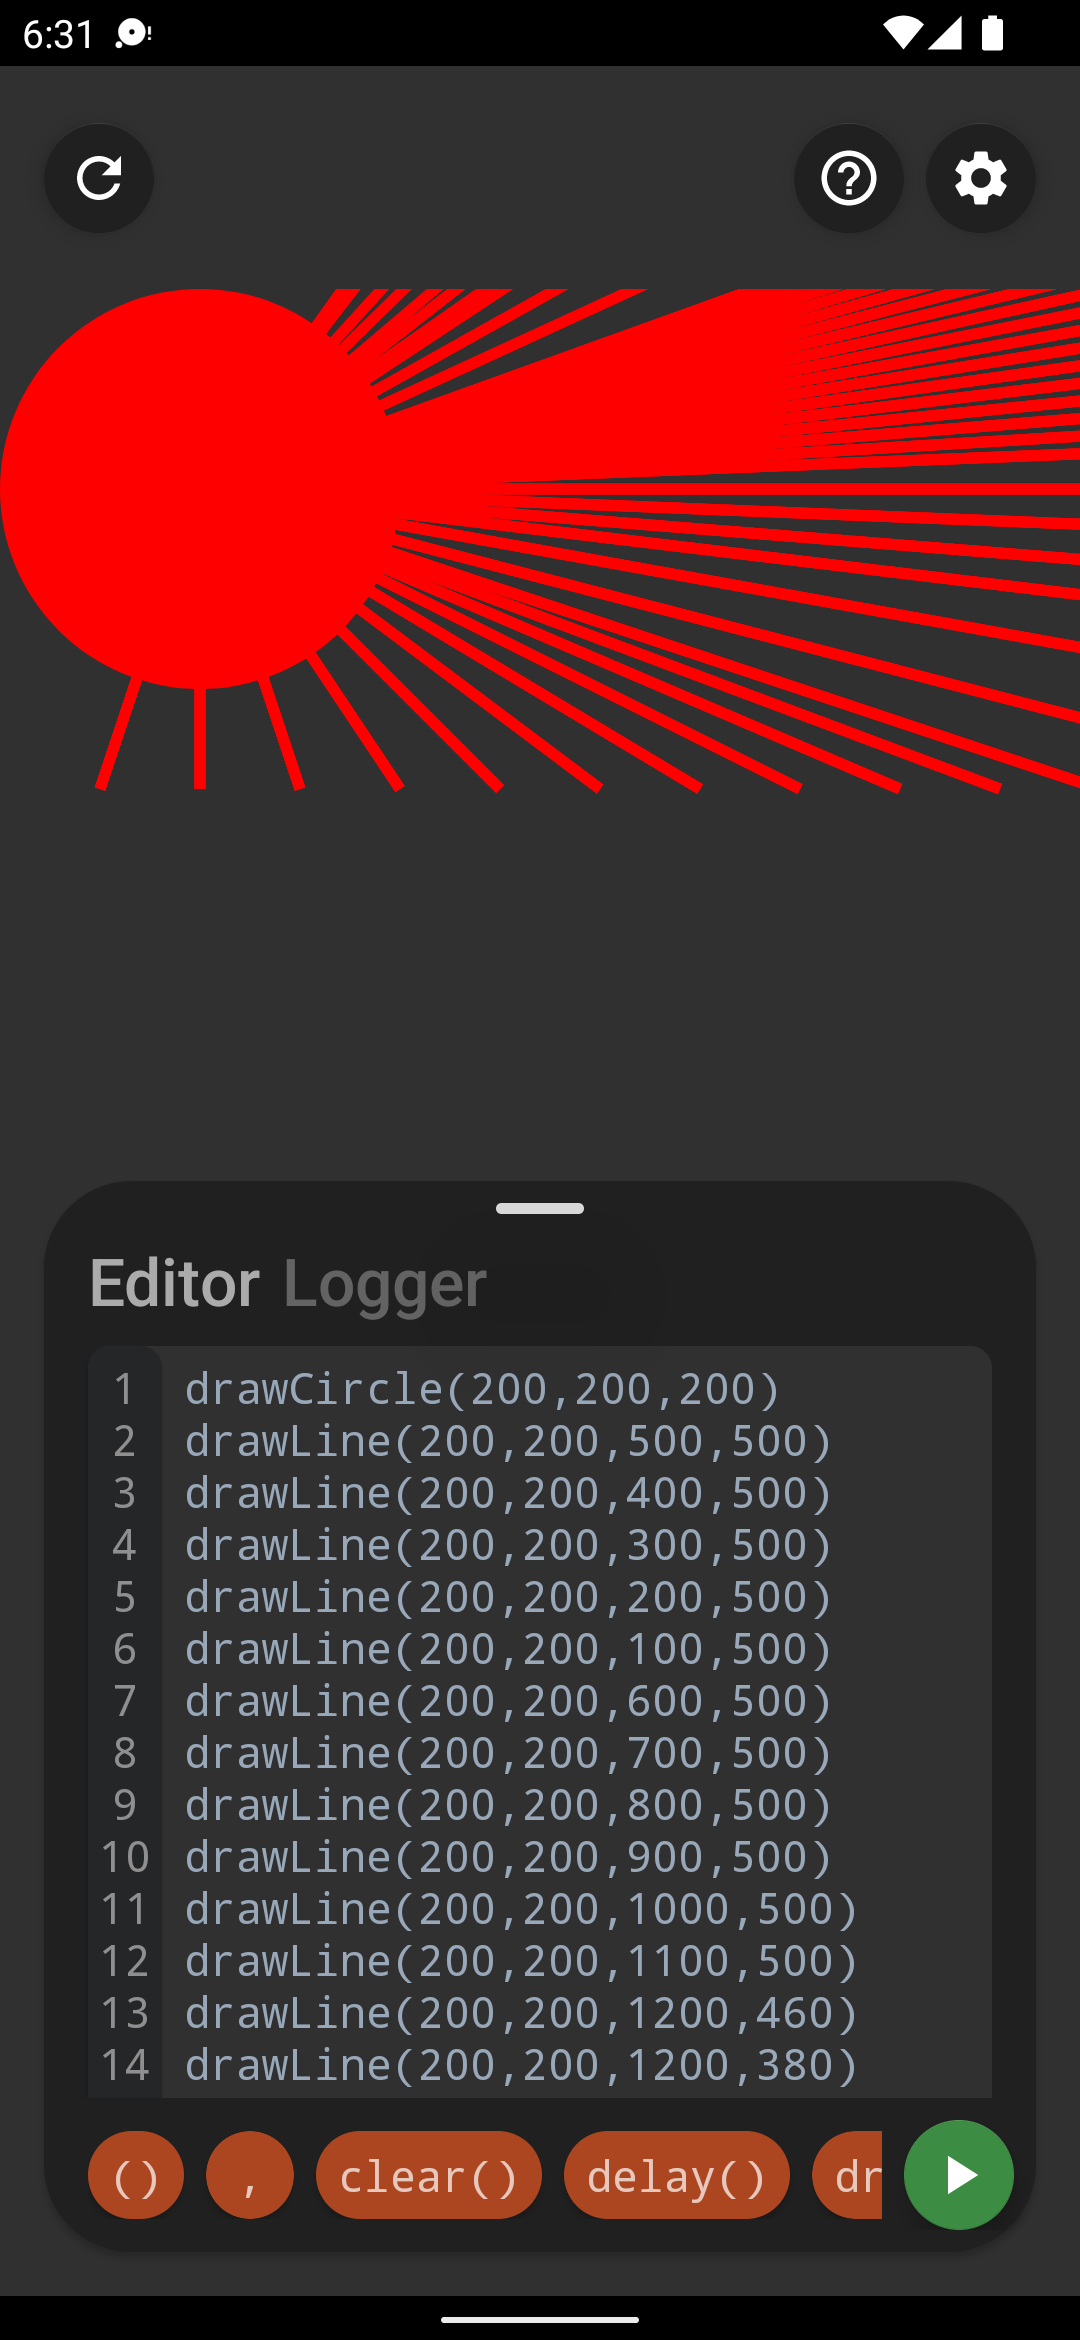 6:31
Editor Logger
1 drawCircle(200,200,200)
2 drawLine(200,200,500,500)
3 drawLine(200,200,400,500)
4 drawLine(200,200,300,500)
5 drawLine(200,200,200,500)
6 drawLine(200,200,100,500)
7 drawLine(200,200,600,500)
8 drawLine(200,200,700,500)
9 drawLine(200,200,800,500)
10 drawLine(200,200,900,500)
11 drawLine(200,200,1000,500)
12 drawLine(200,200,1100,500)
13 drawLine(200,200,1200,460)
14 drawLine(200,200,1200,380)
() , clear() delay() dr